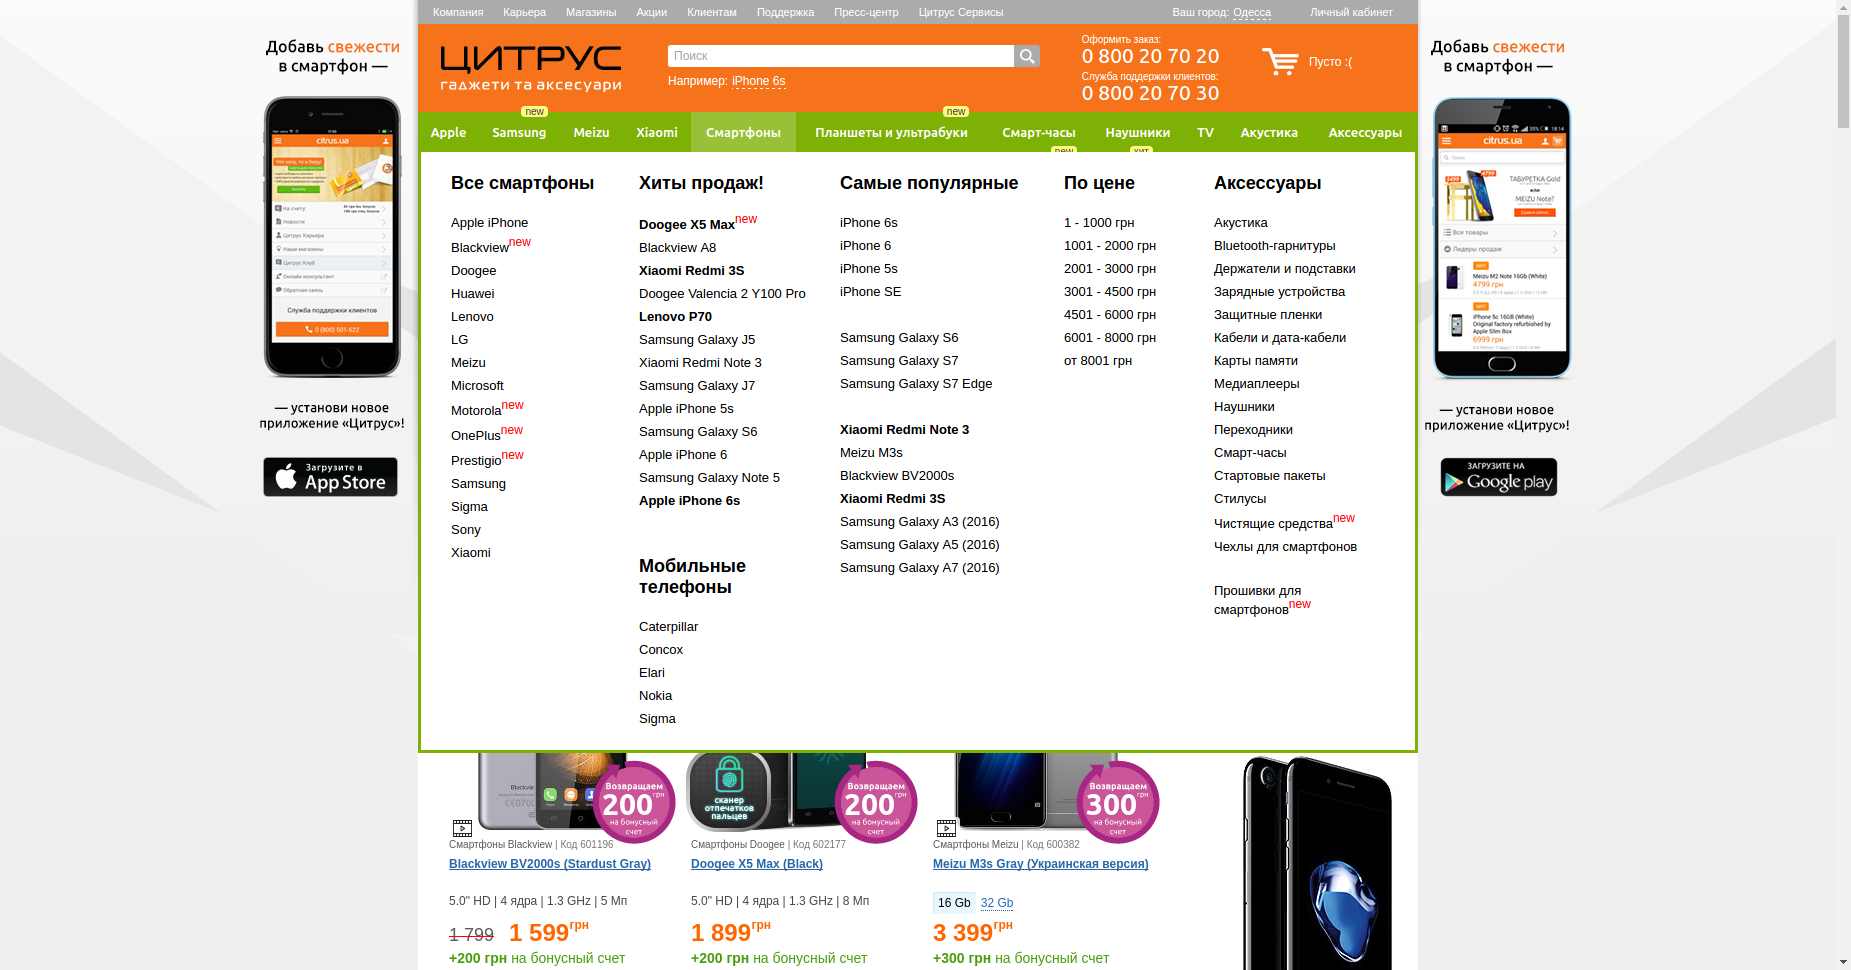 Компания Карьера Магазины Акции Клиентам Поддержка Пресс-центр Цитрус Сервисы Ваш город: Одесса Личный кабинет
Добавь свежести
в смартфон —
— установи новое
приложение «Цитрус»!
Загрузите в
App Store
ЦИТРУС
гаджети та аксесуари
Поиск
Например: iPhone 6s
Оформить заказ:
0 800 20 70 20
Служба поддержки клиентов:
0 800 20 70 30
Пусто :(
Добавь свежести
в смартфон —
— установи новое
приложение «Цитрус»!
ЗАГРУЗИТЕ НА
Google play
new new
Apple Samsung Meizu Xiaomi Смартфоны Планшеты и ультрабуки Смарт-часы Наушники TV Акустика Аксессуары
Все смартфоны
Apple iPhone
Blackview new
Doogee
Huawei
Lenovo
LG
Meizu
Microsoft
Motorola new
OnePlus new
Prestigio new
Samsung
Sigma
Sony
Xiaomi
Хиты продаж!
Doogee X5 Max new
Blackview A8
Xiaomi Redmi 3S
Doogee Valencia 2 Y100 Pro
Lenovo P70
Samsung Galaxy J5
Xiaomi Redmi Note 3
Samsung Galaxy J7
Apple iPhone 5s
Samsung Galaxy S6
Apple iPhone 6
Samsung Galaxy Note 5
Apple iPhone 6s
Мобильные
телефоны
Caterpillar
Concox
Elari
Nokia
Sigma
Самые популярные
iPhone 6s
iPhone 6
iPhone 5s
iPhone SE
Samsung Galaxy S6
Samsung Galaxy S7
Samsung Galaxy S7 Edge
Xiaomi Redmi Note 3
Meizu M3s
Blackview BV2000s
Xiaomi Redmi 3S
Samsung Galaxy A3 (2016)
Samsung Galaxy A5 (2016)
Samsung Galaxy A7 (2016)
По цене
1 - 1000 грн
1001 - 2000 грн
2001 - 3000 грн
3001 - 4500 грн
4501 - 6000 грн
6001 - 8000 грн
от 8001 грн
Аксессуары
Акустика
Bluetooth-гарнитуры
Держатели и подставки
Зарядные устройства
Защитные пленки
Кабели и дата-кабели
Карты памяти
Медиаплееры
Наушники
Переходники
Смарт-часы
Стартовые пакеты
Стилусы
Чистящие средства new
Чехлы для смартфонов
Прошивки для
смартфонов new
Возвращаем
200 грн
на бонусный
счет
Смартфоны Blackview | Код 601196
Blackview BV2000s (Stardust Gray)
5.0" HD | 4 ядра | 1.3 GHz | 5 Мп
1 799 1 599 грн
+200 грн на бонусный счет
сканер
отпечатков
пальцев
Возвращаем
200 грн
на бонусный
счет
Смартфоны Doogee | Код 602177
Doogee X5 Max (Black)
5.0" HD | 4 ядра | 1.3 GHz | 8 Мп
1 899 грн
+200 грн на бонусный счет
Возвращаем
300 грн
на бонусный
счет
Смартфоны Meizu | Код 600382
Meizu M3s Gray (Украинская версия)
16 Gb 32 Gb
3 399 грн
+300 грн на бонусный счет